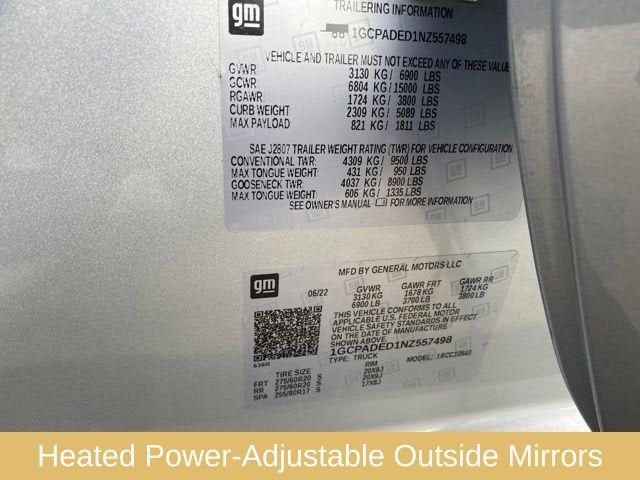 gm
TRAILERING INFORMATION
1GCPADED1NZ557498
VEHICLE AND TRAILER MUST NOT EXCEED ANY OF THESE VALUES
GVWR: 3130 KG/ 6900 LBS
GCWR: 6804 KG/ 15000 LBS
RGAWR: 1724 KG/ 3800 LBS
CURB WEIGHT 2309 KG/ 5089 LBS
MAX PAYLOAD 821 KG/ 1811 LBS
SAE J2807 TRAILER WEIGHT RATING (TWR) FOR VEHICLE CONFIGURATION
CONVENTIONAL TWR: 4309 KG/ 9500 LBS
MAX TONGUE WEIGHT: 431 KG/ 950 LBS
GOOSENECK TWR: 4037 KG/ 8900 LBS
MAX TONGUE WEIGHT: 606 KG/ 1335 LBS
SEE OWNER'S MANUAL FOR MORE INFORMATION
gm
MFD BY GENERAL MOTORS LLC
06/22 GVWR GAWR FRT GAWR RR
3130 KG 1678 KG 1724 KG
6900 LB 3700 LB 3800 LB
THIS VEHICLE CONFORMS TO ALL
APPLICABLE U.S. FEDERAL MOTOR
VEHICLE SAFETY STANDARDS IN EFFECT
ON THE DATE OF MANUFACTURE
SHOWN ABOVE.
1GCPADED1NZ557498
TYPE: TRUCK MODEL: 18CC10543
TIRE SIZE RIM
FRT 275/60R20 S 20X9J
RR 275/60R20 S 20X9J
SPA 255/80R17 S 17X8J
Heated Power-Adjustable Outside Mirrors